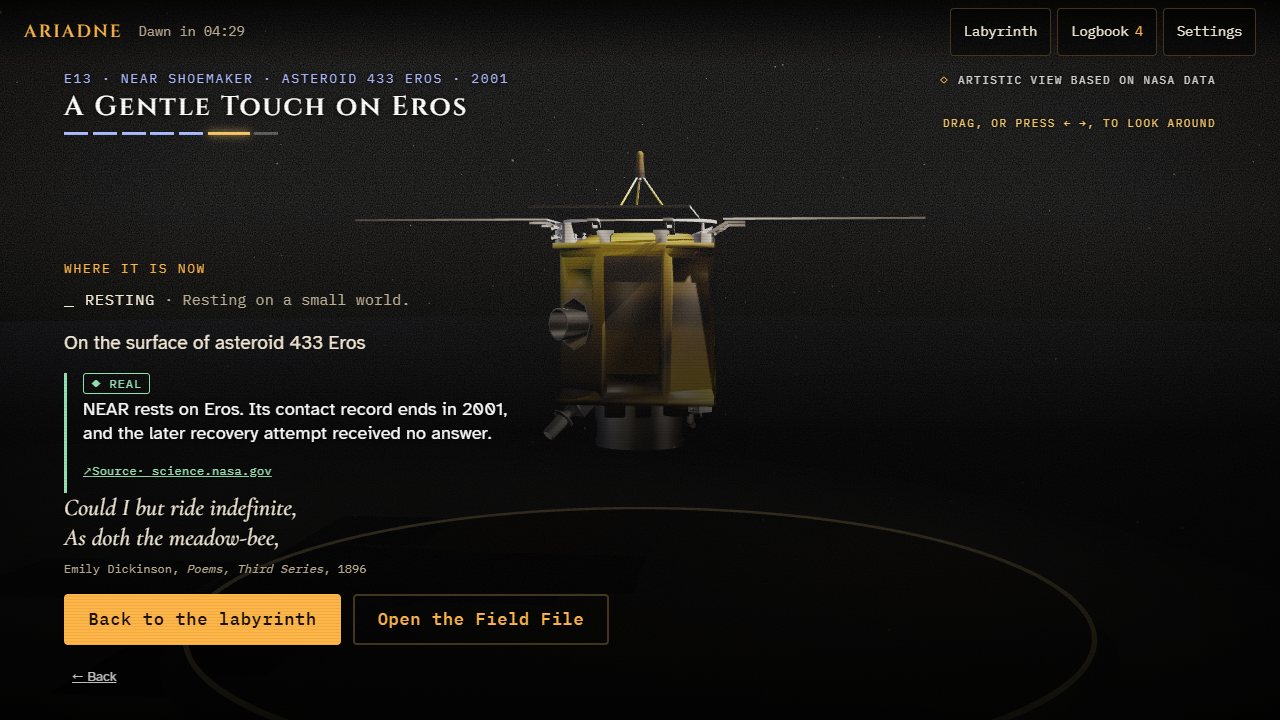 ARIADNE Dawn in 04:29 Labyrinth Logbook 4 Settings
E13 · NEAR SHOEMAKER · ASTEROID 433 EROS · 2001
A Gentle Touch on Eros
◇ ARTISTIC VIEW BASED ON NASA DATA
DRAG, OR PRESS ← →, TO LOOK AROUND
WHERE IT IS NOW
_ RESTING · Resting on a small world.
On the surface of asteroid 433 Eros
◆ REAL
NEAR rests on Eros. Its contact record ends in 2001,
and the later recovery attempt received no answer.
↗Source· science.nasa.gov
Could I but ride indefinite,
As doth the meadow-bee,
Emily Dickinson, Poems, Third Series, 1896
Back to the labyrinth Open the Field File
← Back